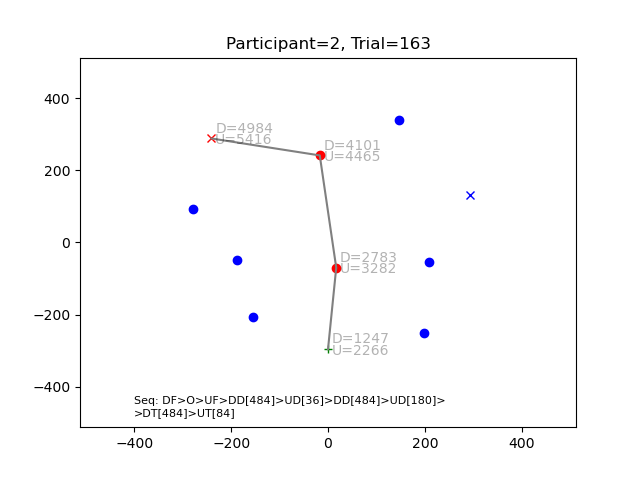 Participant=2, Trial=163
400
200
0
−200
−400
D=4984
U=5416
D=4101
U=4465
D=2783
U=3282
D=1247
U=2266
Seq: DF>O>UF>DD[484]>UD[36]>DD[484]>UD[180]>
>DT[484]>UT[84]
−400 −200 0 200 400